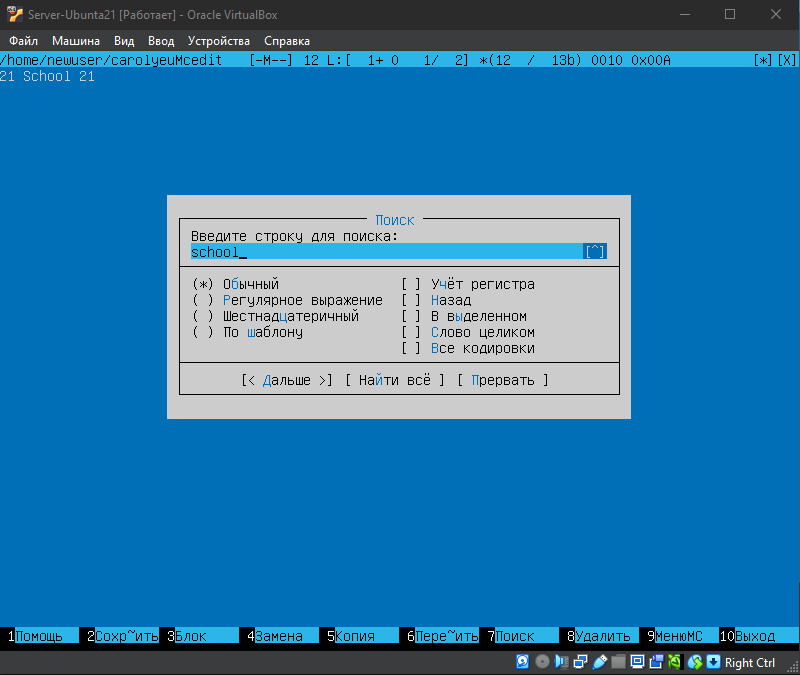 Server-Ubunta21 [Работает] - Oracle VirtualBox
Файл Машина Вид Ввод Устройства Справка
/home/newuser/carolyeuMcedit [-M--] 12 L:[ 1+ 0 1/ 2] *(12 / 13b) 0010 0x00A [*][X]
21 School 21
Поиск
Введите строку для поиска:
school_ [^]
(*) Обычный [ ] Учёт регистра
( ) Регулярное выражение [ ] Назад
( ) Шестнадцатеричный [ ] В выделенном
( ) По шаблону [ ] Слово целиком
[ ] Все кодировки
[< Дальше >] [ Найти всё ] [ Прервать ]
1Помощь 2Сохр~ить 3Блок 4Замена 5Копия 6Пере~ить 7Поиск 8Удалить 9МенюMC 10Выход
Right Ctrl